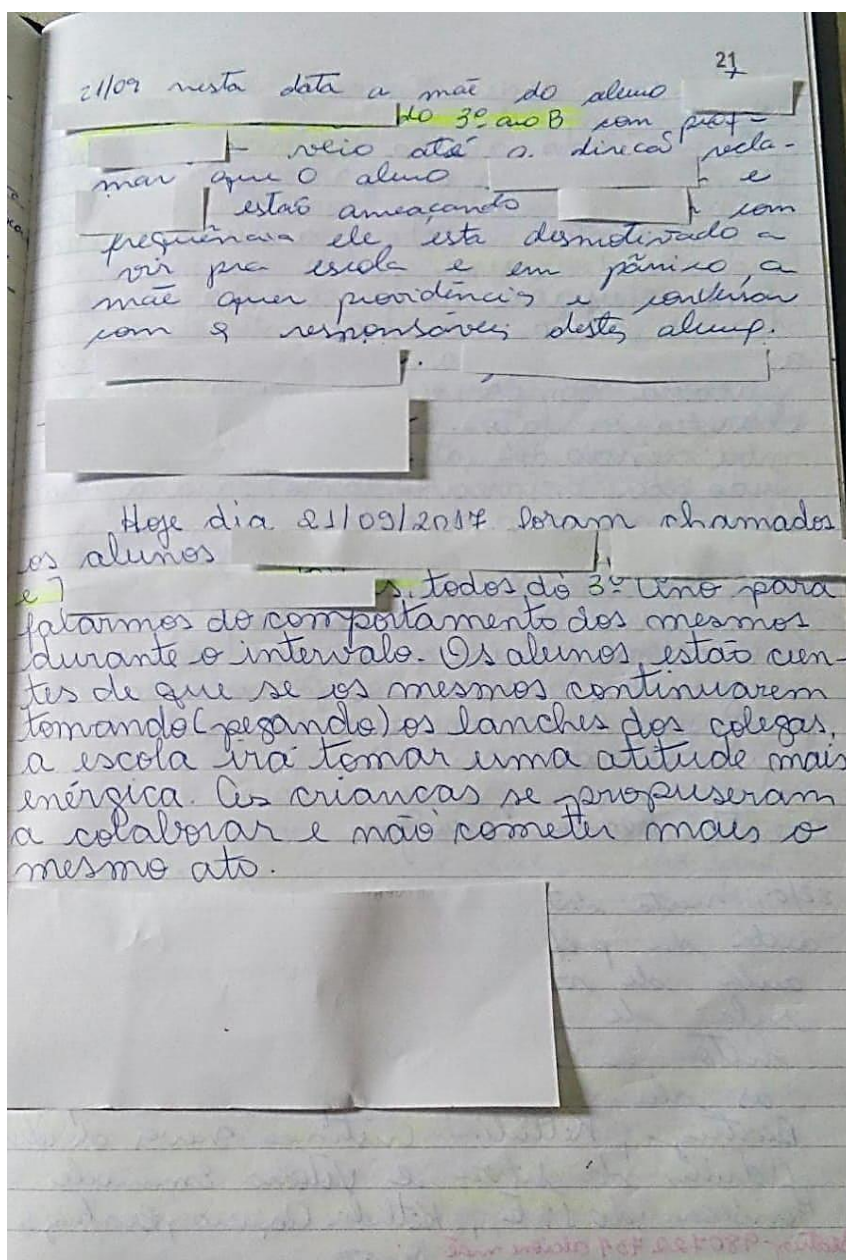 21
21/09 nesta data a mãe do aluno
do 3º ano B com prof
veio até a direcã recla-
mar que o aluno e
estão ameaçando com
frequência ele está desmotivado a
vir pra escola e em pânico, a
mãe quer providências e conversar
com responsáveis destes
Hoje dia 21/09/2017 foram chamados
os alunos
e todos do 3º Ano para
falarmos do comportamento dos mesmos
durante o intervalo. Os alunos estão cien-
tes de que se os mesmos continuarem
tomando (pegando) os lanches dos colegas,
a escola irá tomar uma atitude mais
enérgica. As crianças se propuseram
a colaborar e não cometer mais o
mesmo ato.